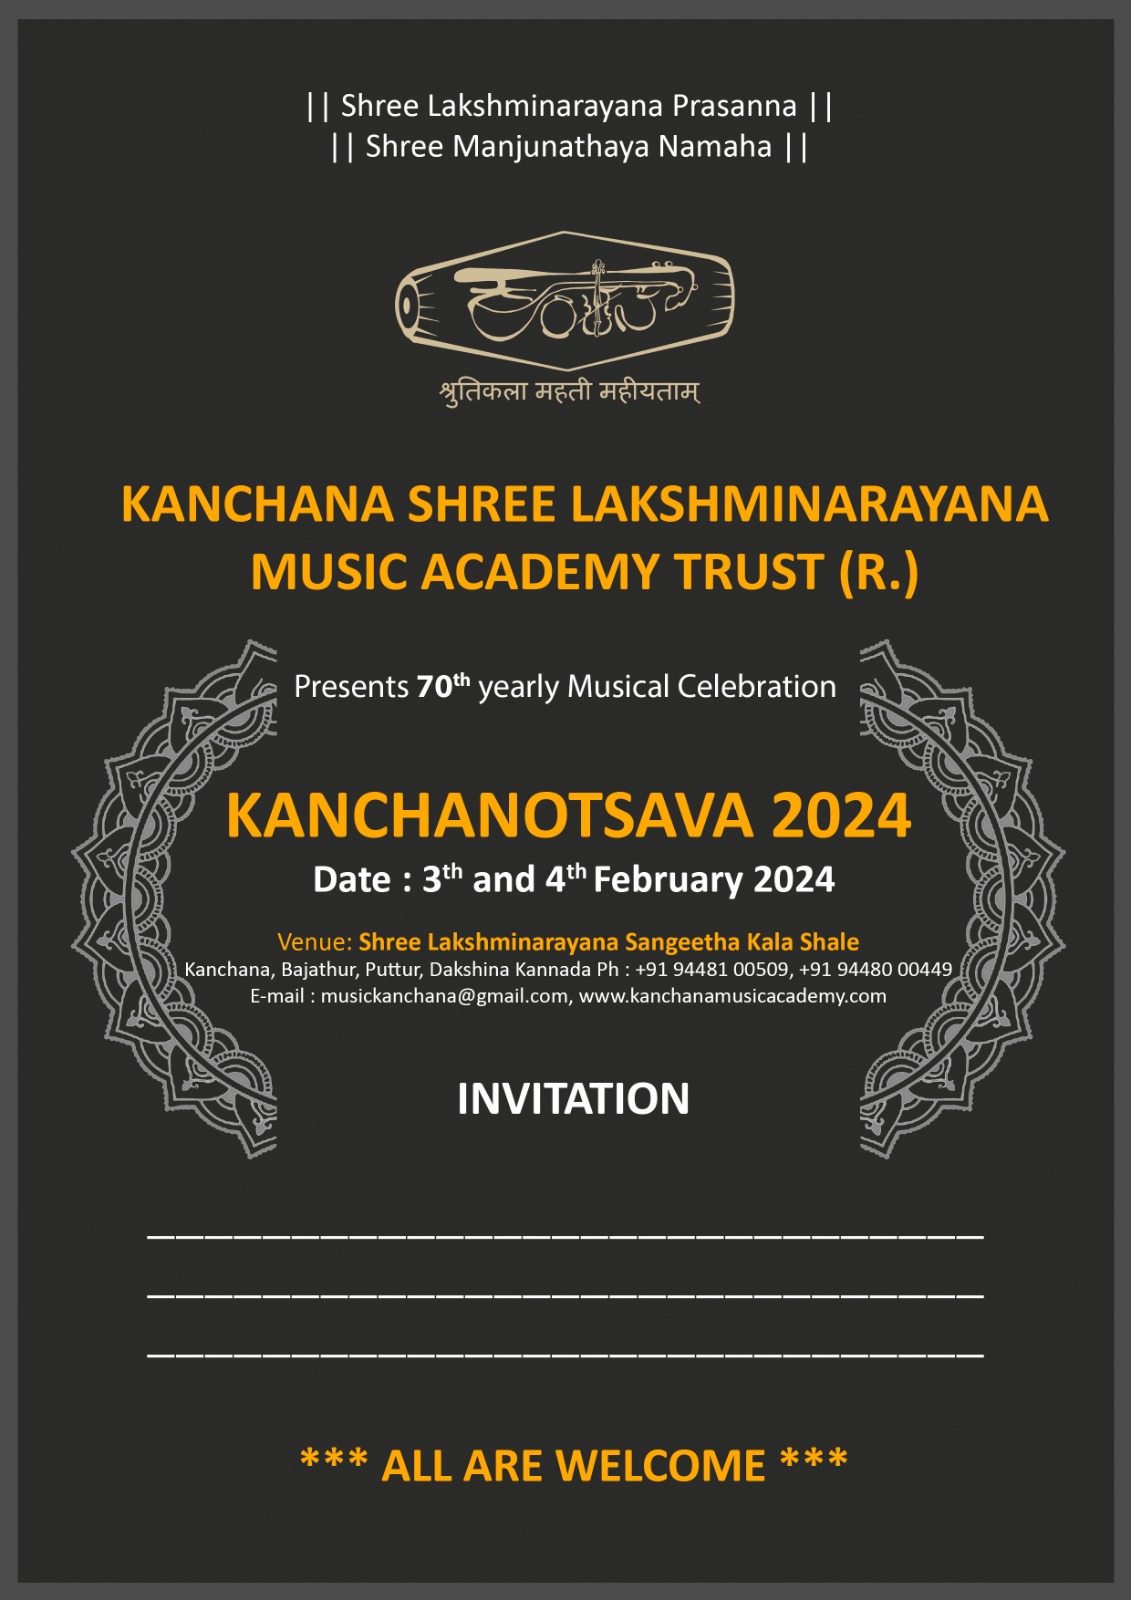 || Shree Lakshminarayana Prasanna ||
|| Shree Manjunathaya Namaha ||
श्रुतिकला महती महीयताम्
KANCHANA SHREE LAKSHMINARAYANA
MUSIC ACADEMY TRUST (R.)
Presents 70th yearly Musical Celebration
KANCHANOTSAVA 2024
Date : 3th and 4th February 2024
Venue: Shree Lakshminarayana Sangeetha Kala Shale
Kanchana, Bajathur, Puttur, Dakshina Kannada Ph : +91 94481 00509, +91 94480 00449
E-mail : musickanchana@gmail.com, www.kanchanamusicacademy.com
INVITATION
*** ALL ARE WELCOME ***